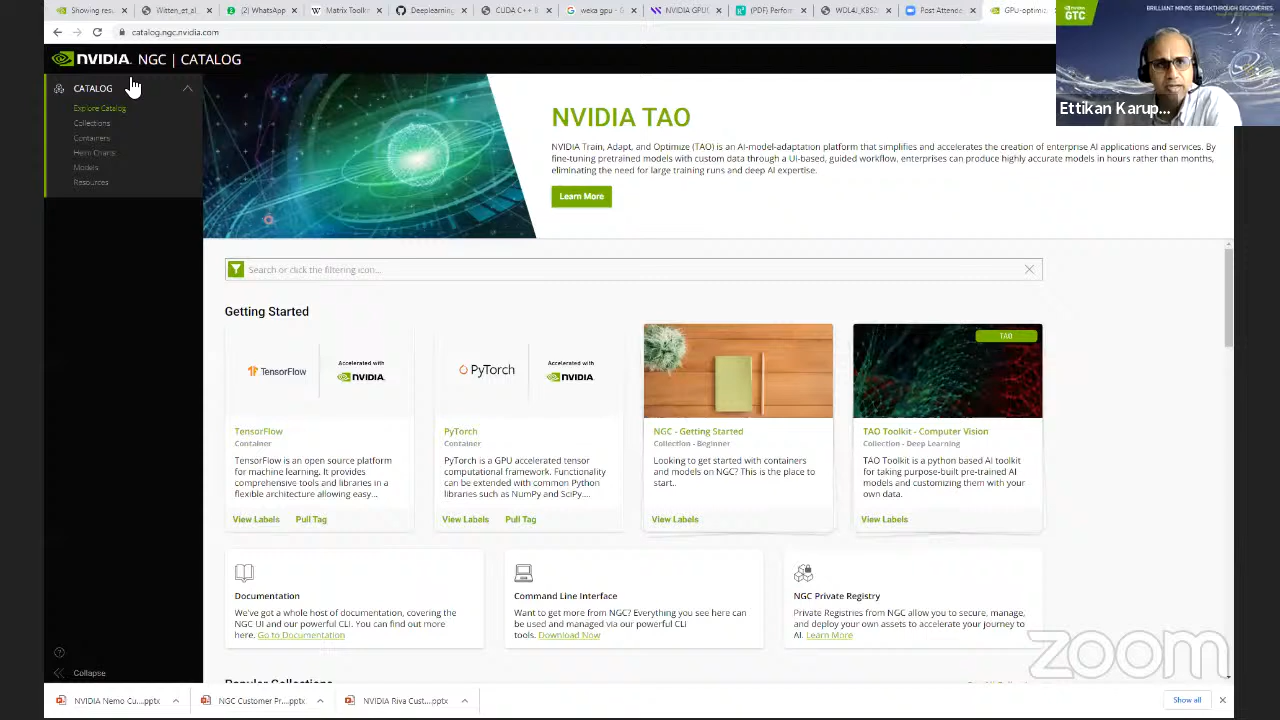 Showing resu
Witten_et_al
(2) WhatsApp
Matrix Toolkit
Deeplearning
CUDA C++ I
weka gpu - G
NVIDIA GPU
(PDF) Perform
WD4J_KBS2
Post Attende
GPU-optimi
catalog.ngc.nvidia.com
NVIDIA. NGC | CATALOG
CATALOG
Explore Catalog
Collections
Containers
Helm Charts
Models
Resources
NVIDIA TAO
NVIDIA Train, Adapt, and Optimize (TAO) is an AI-model-adaptation platform that simplifies and accelerates the creation of enterprise AI applications and services. By
fine-tuning pretrained models with custom data through a UI-based, guided workflow, enterprises can produce highly accurate models in hours rather than months,
eliminating the need for large training runs and deep AI expertise.
Learn More
NVIDIA
GTC
BRILLIANT MINDS. BREAKTHROUGH DISCOVERIES.
Ettikan Karup...
Search or click the filtering icon...
Getting Started
TensorFlow
Accelerated with
NVIDIA.
TensorFlow
Container
TensorFlow is an open source platform
for machine learning. It provides
comprehensive tools and libraries in a
flexible architecture allowing easy...
View Labels Pull Tag
PyTorch
Accelerated with
NVIDIA.
PyTorch
Container
PyTorch is a GPU accelerated tensor
computational framework. Functionality
can be extended with common Python
libraries such as NumPy and SciPy....
View Labels Pull Tag
NGC - Getting Started
Collection - Beginner
Looking to get started with containers
and models on NGC? This is the place to
start..
View Labels
TAO
TAO Toolkit - Computer Vision
Collection - Deep Learning
TAO Toolkit is a python based AI toolkit
for taking purpose-built pre-trained AI
models and customizing them with your
own data.
View Labels
Documentation
We've got a whole host of documentation, covering the
NGC UI and our powerful CLI. You can find out more
here. Go to Documentation
Command Line Interface
Want to get more from NGC? Everything you see here can
be used and managed via our powerful CLI
tools. Download Now
NGC Private Registry
Private Registries from NGC allow you to secure, manage,
and deploy your own assets to accelerate your journey to
AI. Learn More
Popular Collections
zoom
Collapse
NVIDIA Nemo Cu....pptx
NGC Customer Pr....pptx
NVIDIA Riva Cust....pptx
Show all